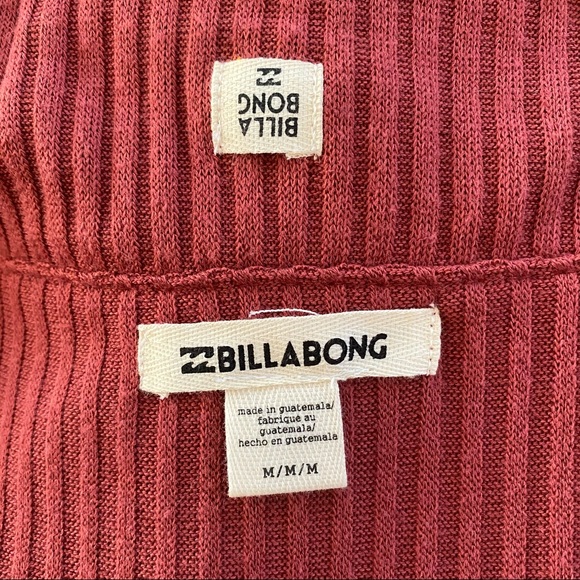 BILLA
BONG
BILLABONG
made in guatemala/
fabriqué au
guatemala/
hecho en guatemala
M/M/M